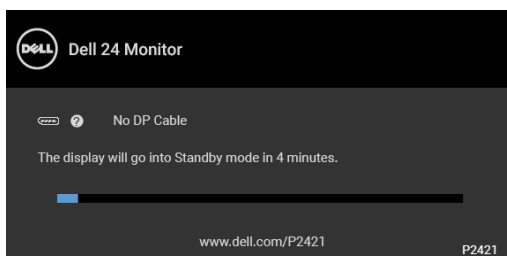 DELL
Dell 24 Monitor
No DP Cable
The display will go into Standby mode in 4 minutes.
www.dell.com/P2421
P2421